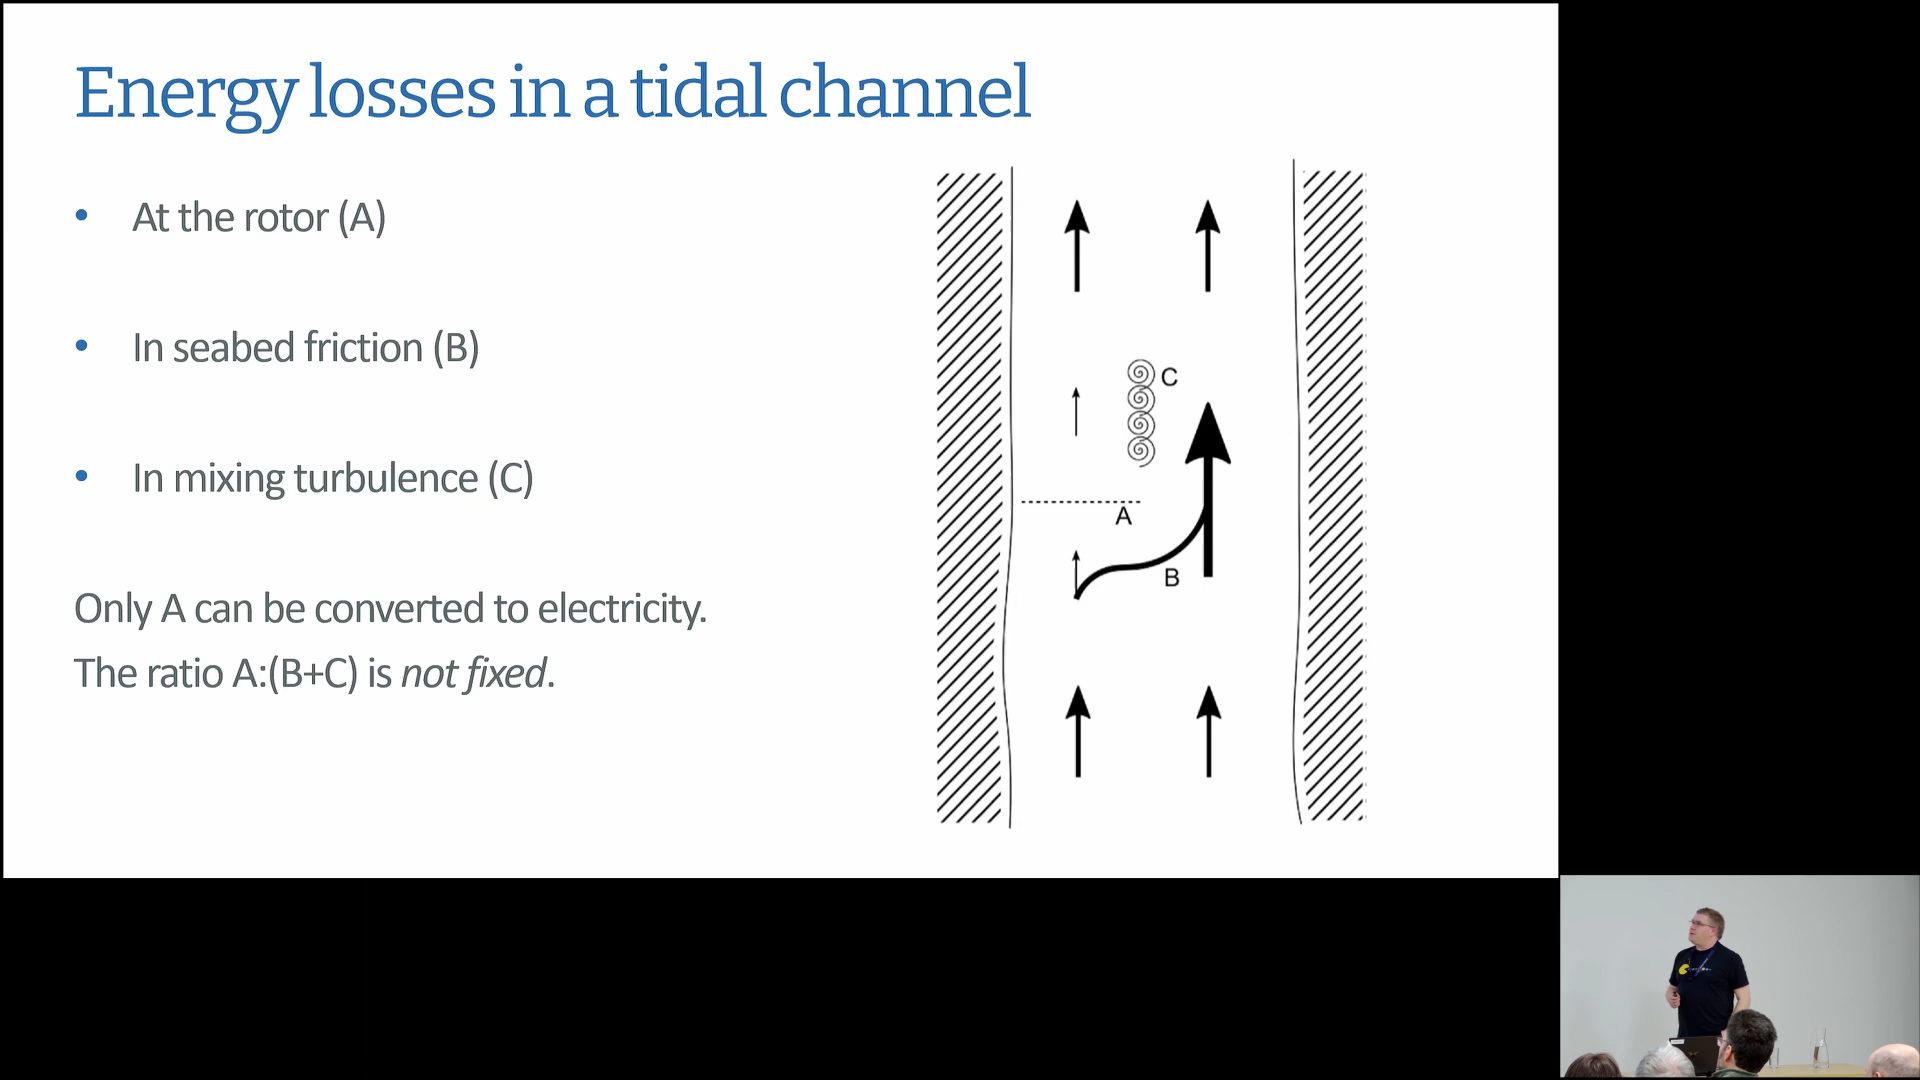 Energy losses in a tidal channel
• At the rotor (A)
• In seabed friction (B)
• In mixing turbulence (C)
Only A can be converted to electricity.
The ratio A:(B+C) is not fixed.
C
A
B